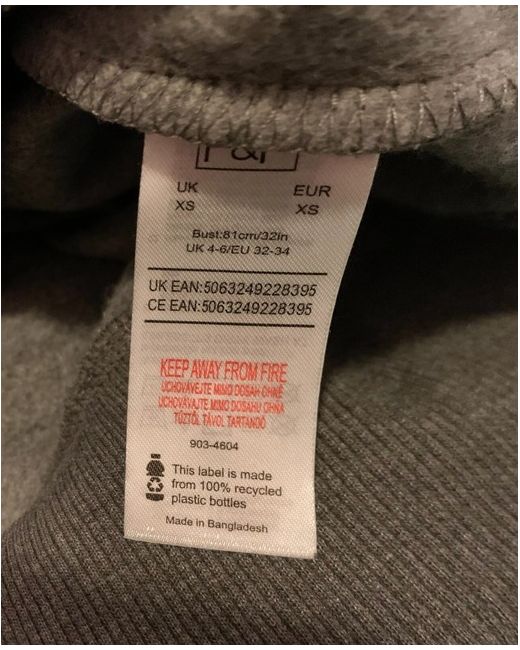 UK EUR
XS XS
Bust:81cm/32in
UK 4-6/EU 32-34
UK EAN:5063249228395
CE EAN:5063249228395
KEEP AWAY FROM FIRE
UCHOVÁVEJTE MIMO DOSAH OHNĚ
UCHOVÁVAJTE MIMO DOSAHU OHŇA
TŰZTŐL TÁVOL TARTANDÓ
903-4604
This label is made
from 100% recycled
plastic bottles
Made in Bangladesh